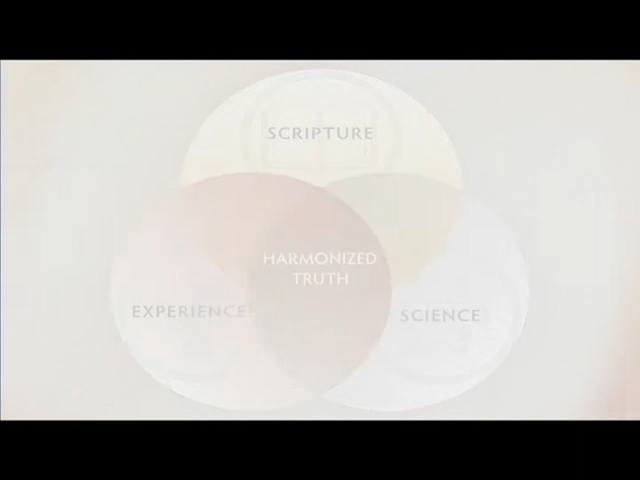 SCRIPTURE
HARMONIZED
TRUTH
EXPERIENCE
SCIENCE